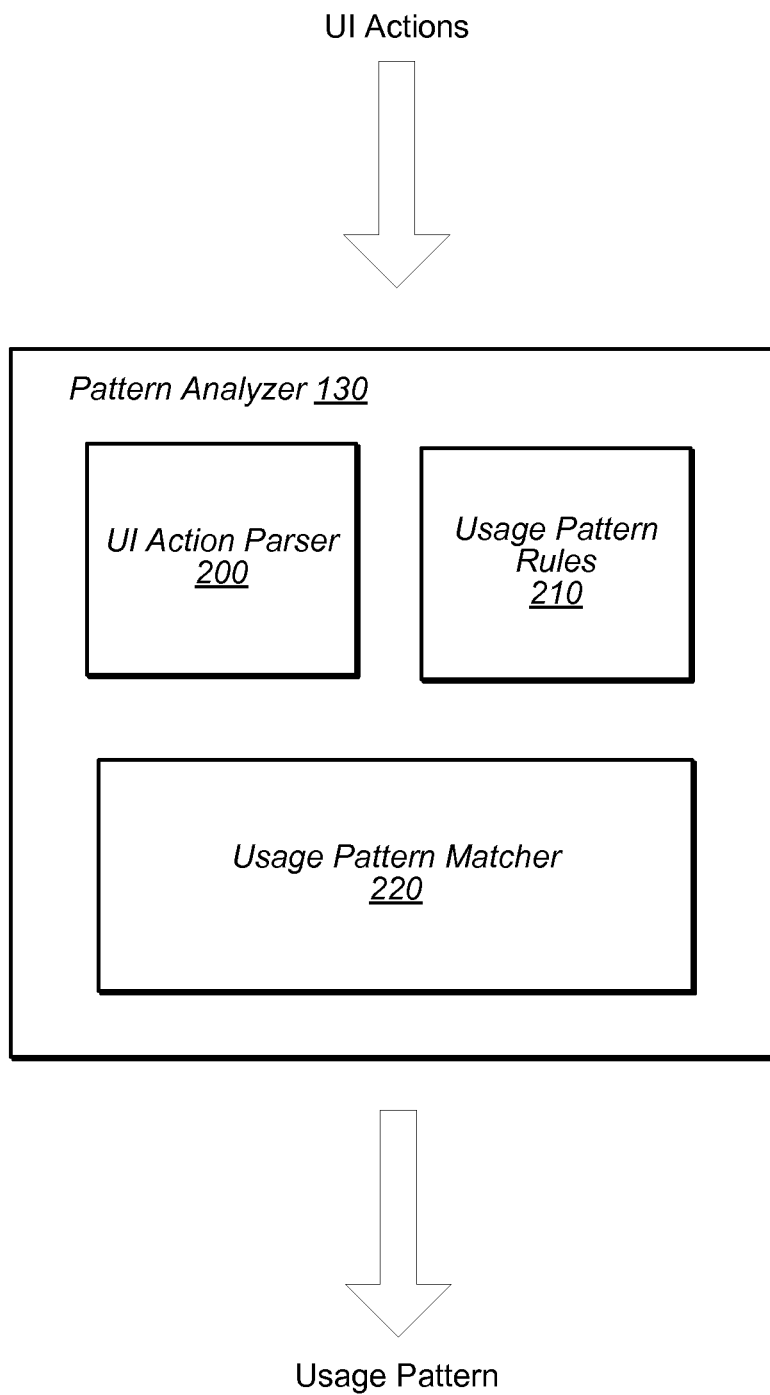 UI Actions
Pattern Analyzer 130
UI Action Parser
200
Usage Pattern
Rules
210
Usage Pattern Matcher
220
Usage Pattern